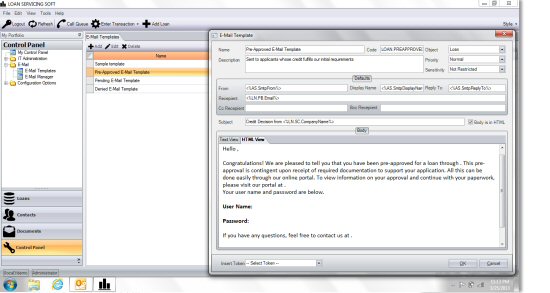 LOAN SERVICING SOFT
File Edit View Tools Help
Logout Refresh Call Queue Enter Transaction Add Loan Style
My Portfolio
Control Panel
My Control Panel
IT Administration
E-Mail
E-Mail Templates
E-Mail Manager
Configuration Options
Loans
Contacts
Documents
Control Panel
E-Mail Templates
Add Edit Delete
Name
Sample template
Pre-Approved E-Mail Template
Pending E-Mail Template
Denied E-Mail Template
E-Mail Template
Name Pre-Approved E-Mail Template Code LOAN.PREAPPROVED Object Loan
Description Sent to applicants whose credit fulfills our initial requirements Priority Normal
Sensitivity Not Restricted
Defaults
From <%\AS.SmtpFrom%> Display Name <%\AS.SmtpDisplayNam Reply To <%\AS.SmtpReplyTo%>
Recepient <%\LN.PB.Email%>
Cc Recepient Bcc Recepient
Subject Credit Decision from <%\LN.SC.CompanyName%> Body is in HTML
Body
Text View HTML View
Hello ,
Congratulations! We are pleased to tell you that you have been pre-approved for a loan through . This pre-
approval is contingent upon receipt of required documentation to support your application. All this can be
done easily through our online portal. To view information on your approval and continue with your paperwork,
please visit our portal at .
Your user name and password are below.
User Name:
Password:
If you have any questions, feel free to contact us at .
Insert Token -- Select Token -- OK Cancel
Administrator